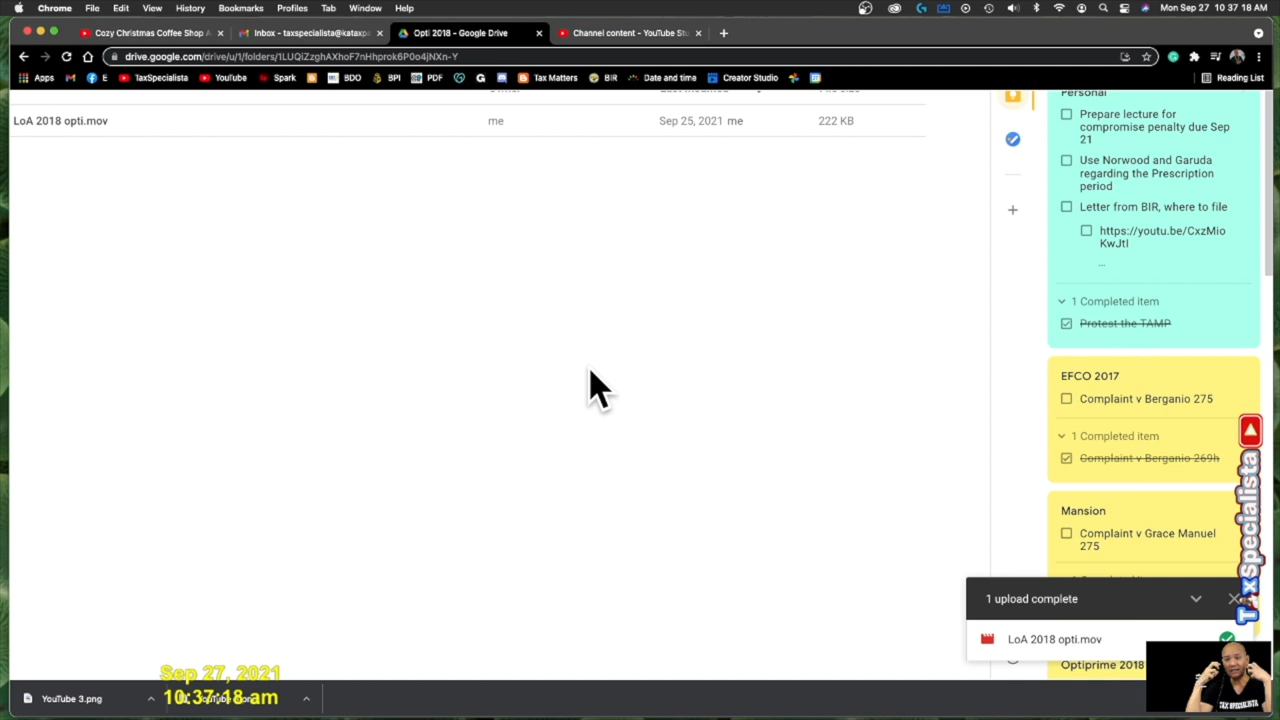 Chrome File Edit View History Bookmarks Profiles Tab Window Help Mon Sep 27 10 37 18 AM
Cozy Christmas Coffee Shop A Inbox - taxspecialista@kataxpa Opti 2018 - Google Drive Channel content - YouTube Stu
drive.google.com/drive/u/1/folders/1LUQiZzghAXhoF7nHhprok6P0o4jNXn-Y
Apps E TaxSpecialista YouTube Spark BDO BPI PDF Tax Matters BIR Date and time Creator Studio Reading List
Personal
LoA 2018 opti.mov me Sep 25, 2021 me 222 KB
Prepare lecture for
compromise penalty due Sep
21
Use Norwood and Garuda
regarding the Prescription
period
Letter from BIR, where to file
https://youtu.be/CxzMio
KwJtI
...
1 Completed item
Protest the TAMP
EFCO 2017
Complaint v Berganio 275
1 Completed item
Complaint v Berganio 269h
Mansion
Complaint v Grace Manuel
275
TaxSpecialista
1 upload complete
LoA 2018 opti.mov
Optiprime 2018
TAX SPECIALISTA
Sep 27, 2021
10:37:18 am
YouTube 3.png